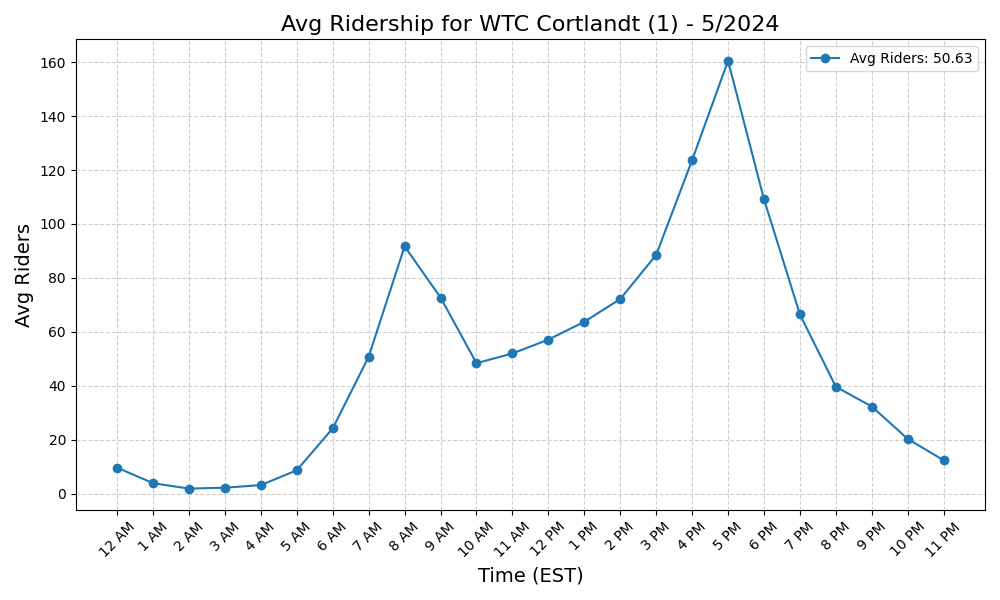 Avg Ridership for WTC Cortlandt (1) - 5/2024
Avg Riders: 50.63
Avg Riders
160
140
120
100
80
60
40
20
0
12 AM
1 AM
2 AM
3 AM
4 AM
5 AM
6 AM
7 AM
8 AM
9 AM
10 AM
11 AM
12 PM
1 PM
2 PM
3 PM
4 PM
5 PM
6 PM
7 PM
8 PM
9 PM
10 PM
11 PM
Time (EST)